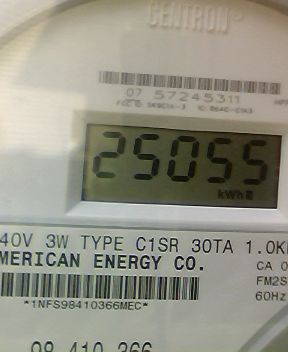 CENTRON®
07 57245311
25055
kWh
40V 3W TYPE C1SR 30TA 1.0K
MERICAN ENERGY CO.
CA 0
FM2S
60Hz
*1NFS98410366MEC*
98 410 366